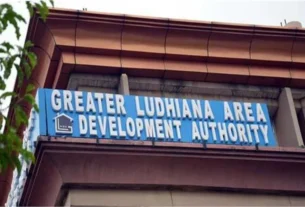 GREATER LUDHIANA AREA
DEVELOPMENT AUTHORITY